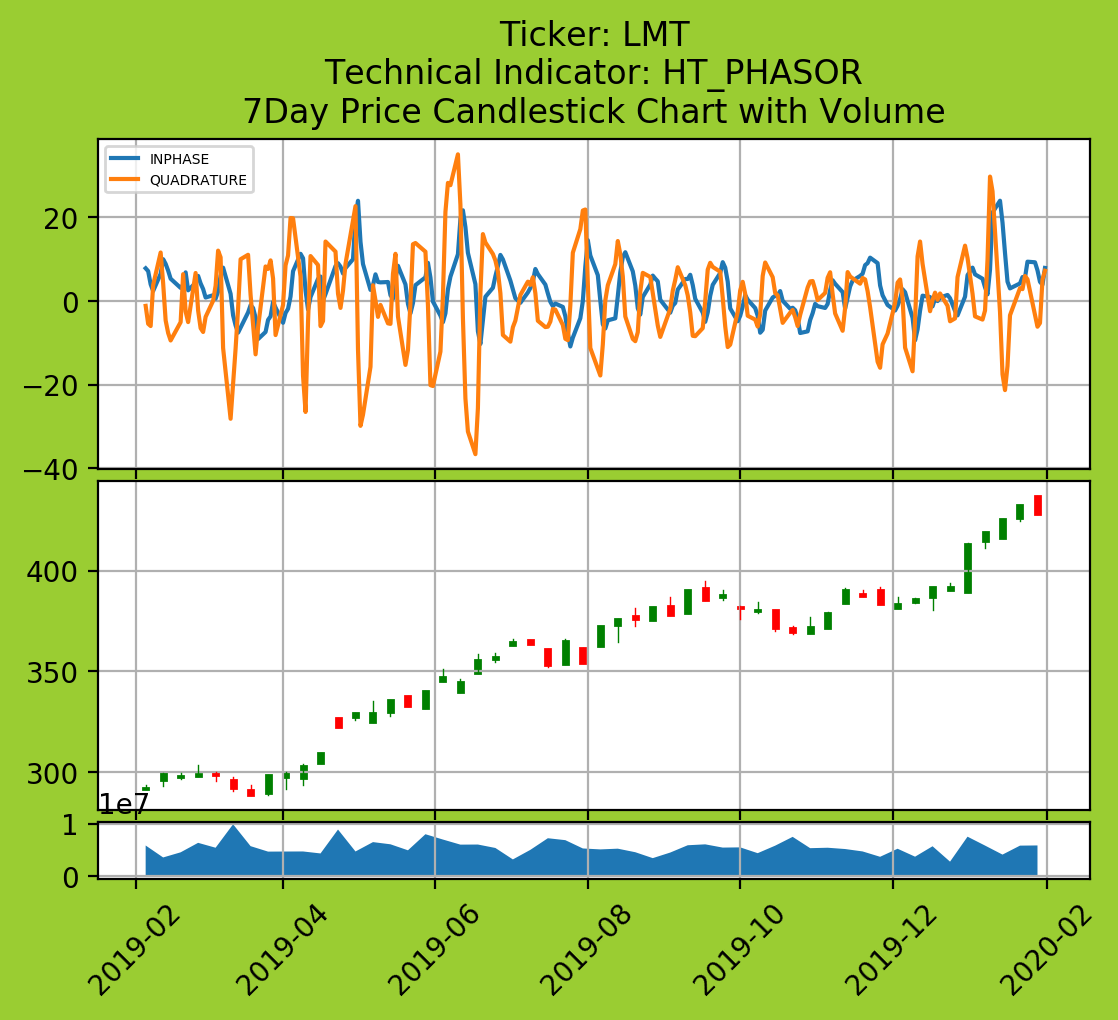 Ticker: LMT
Technical Indicator: HT_PHASOR
7Day Price Candlestick Chart with Volume
INPHASE
QUADRATURE
20
0
−20
−40
400
350
300
1e7
1
0
2019-02
2019-04
2019-06
2019-08
2019-10
2019-12
2020-02